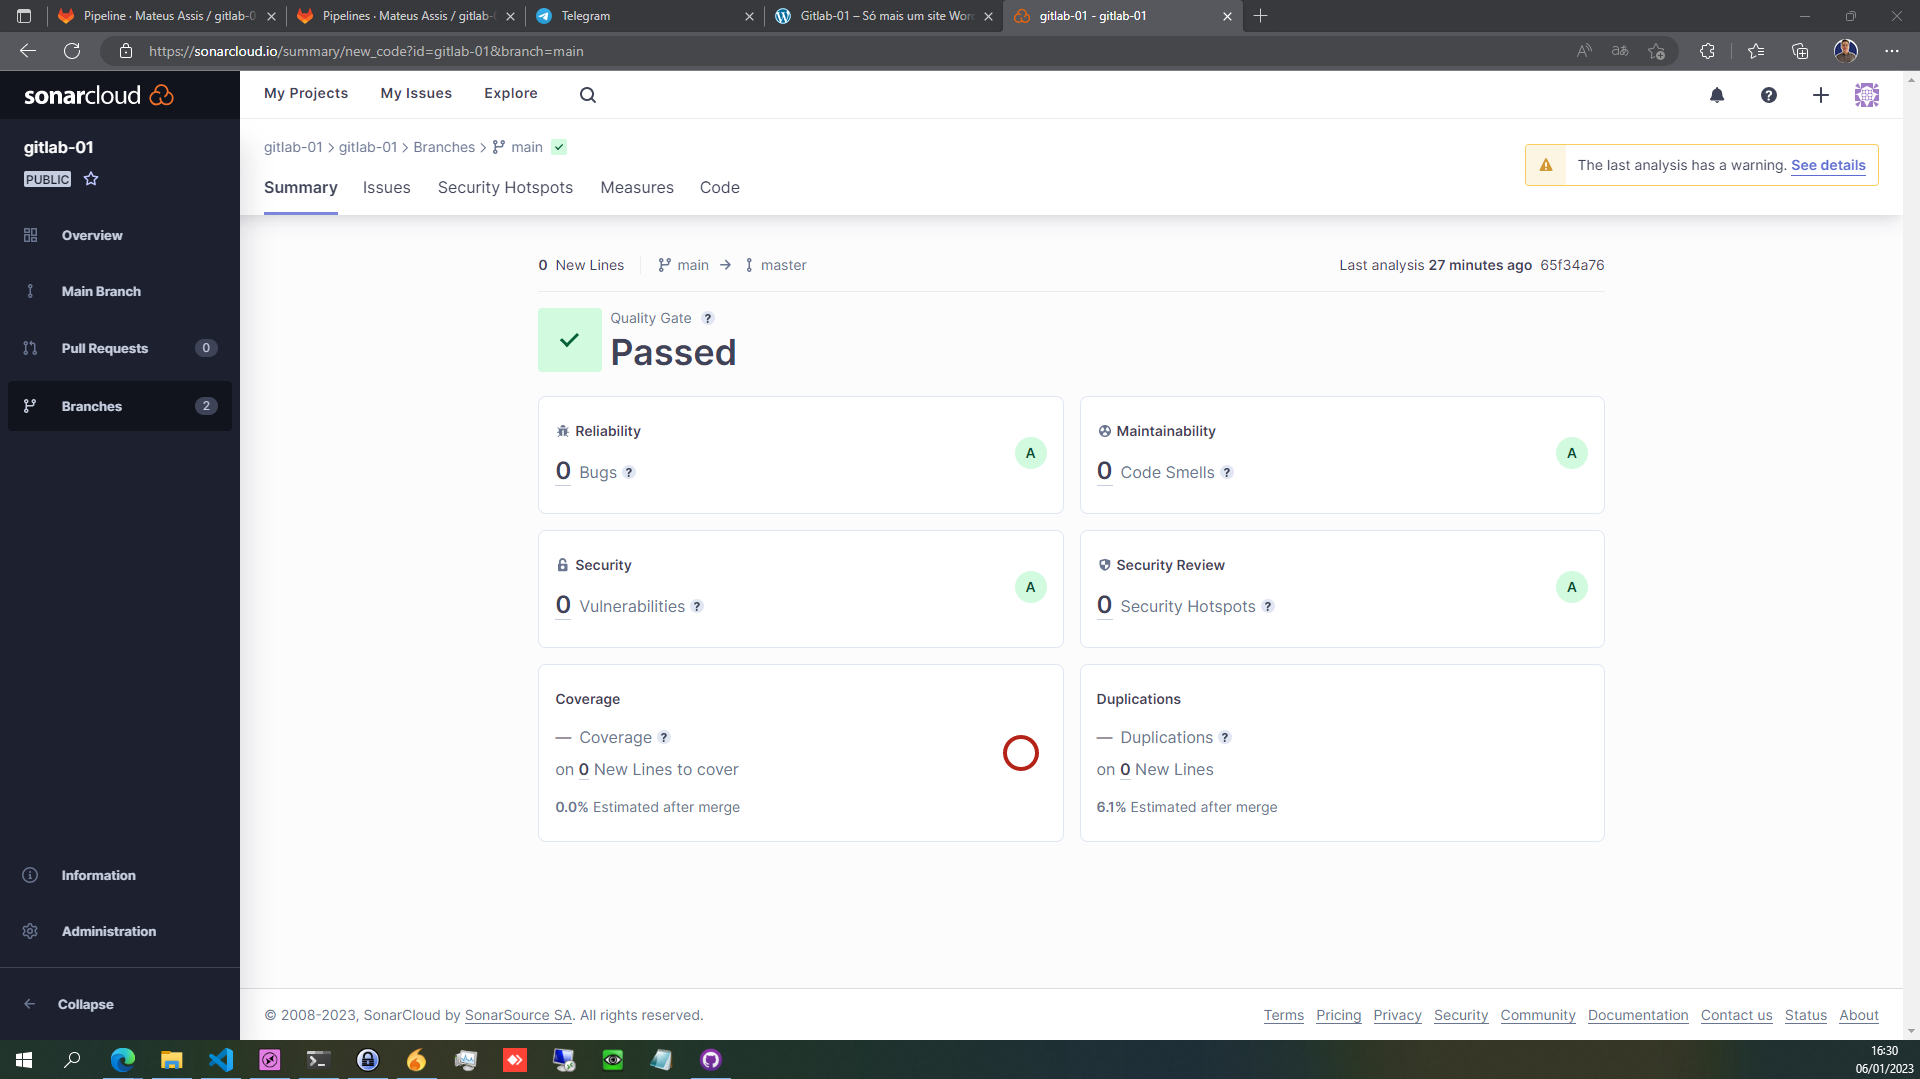 Pipeline · Mateus Assis / gitlab-0
Pipelines · Mateus Assis / gitlab-
Telegram
Gitlab-01 – Só mais um site Wor
gitlab-01 - gitlab-01
https://sonarcloud.io/summary/new_code?id=gitlab-01&branch=main
sonarcloud
My Projects
My Issues
Explore
gitlab-01
PUBLIC
Overview
Main Branch
Pull Requests 0
Branches 2
Information
Administration
Collapse
gitlab-01 > gitlab-01 > Branches > main
The last analysis has a warning. See details
Summary
Issues
Security Hotspots
Measures
Code
0 New Lines
main → master
Last analysis 27 minutes ago 65f34a76
Quality Gate ?
Passed
Reliability
0 Bugs ?
A
Maintainability
0 Code Smells ?
A
Security
0 Vulnerabilities ?
A
Security Review
0 Security Hotspots ?
A
Coverage
— Coverage ?
on 0 New Lines to cover
0.0% Estimated after merge
Duplications
— Duplications ?
on 0 New Lines
6.1% Estimated after merge
© 2008-2023, SonarCloud by SonarSource SA. All rights reserved.
Terms
Pricing
Privacy
Security
Community
Documentation
Contact us
Status
About
16:30
06/01/2023